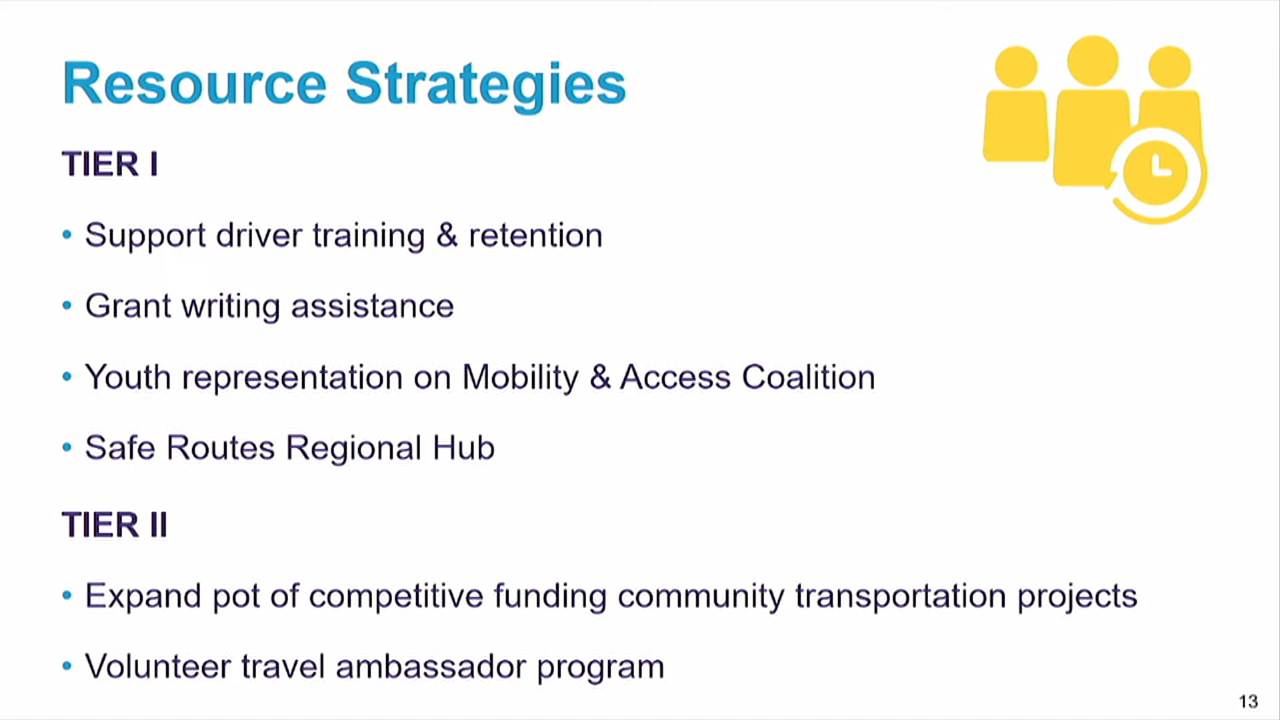 Resource Strategies
TIER I
• Support driver training & retention
• Grant writing assistance
• Youth representation on Mobility & Access Coalition
• Safe Routes Regional Hub
TIER II
• Expand pot of competitive funding community transportation projects
• Volunteer travel ambassador program
13